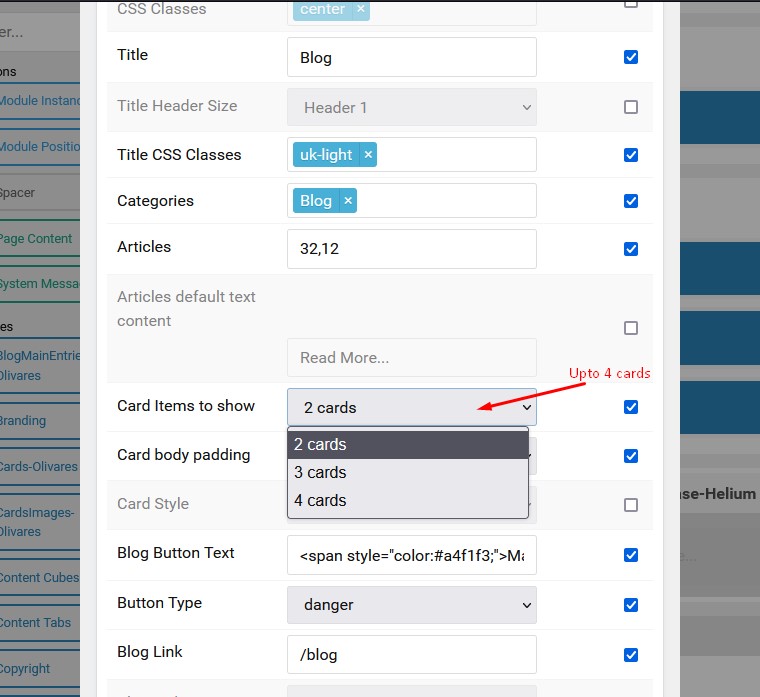 CSS Classes
center ×
er...
ons
Title
Blog
Module Instanc
Title Header Size
Header 1
Module Positio
Title CSS Classes
uk-light ×
Spacer
Categories
Blog ×
Page Content
Articles
32,12
System Messa
Articles default text
content
es
BlogMainEntrie
Olivares
Read More...
Upto 4 cards
Card Items to show
2 cards
Branding
2 cards
Card body padding
3 cards
Cards-Olivares
4 cards
Card Style
ase-Helium
CardsImages-
Olivares
Blog Button Text
<span style="color:#a4f1f3;">Ma
e...
Content Cubes
Button Type
danger
Content Tabs
Blog Link
/blog
Copyright